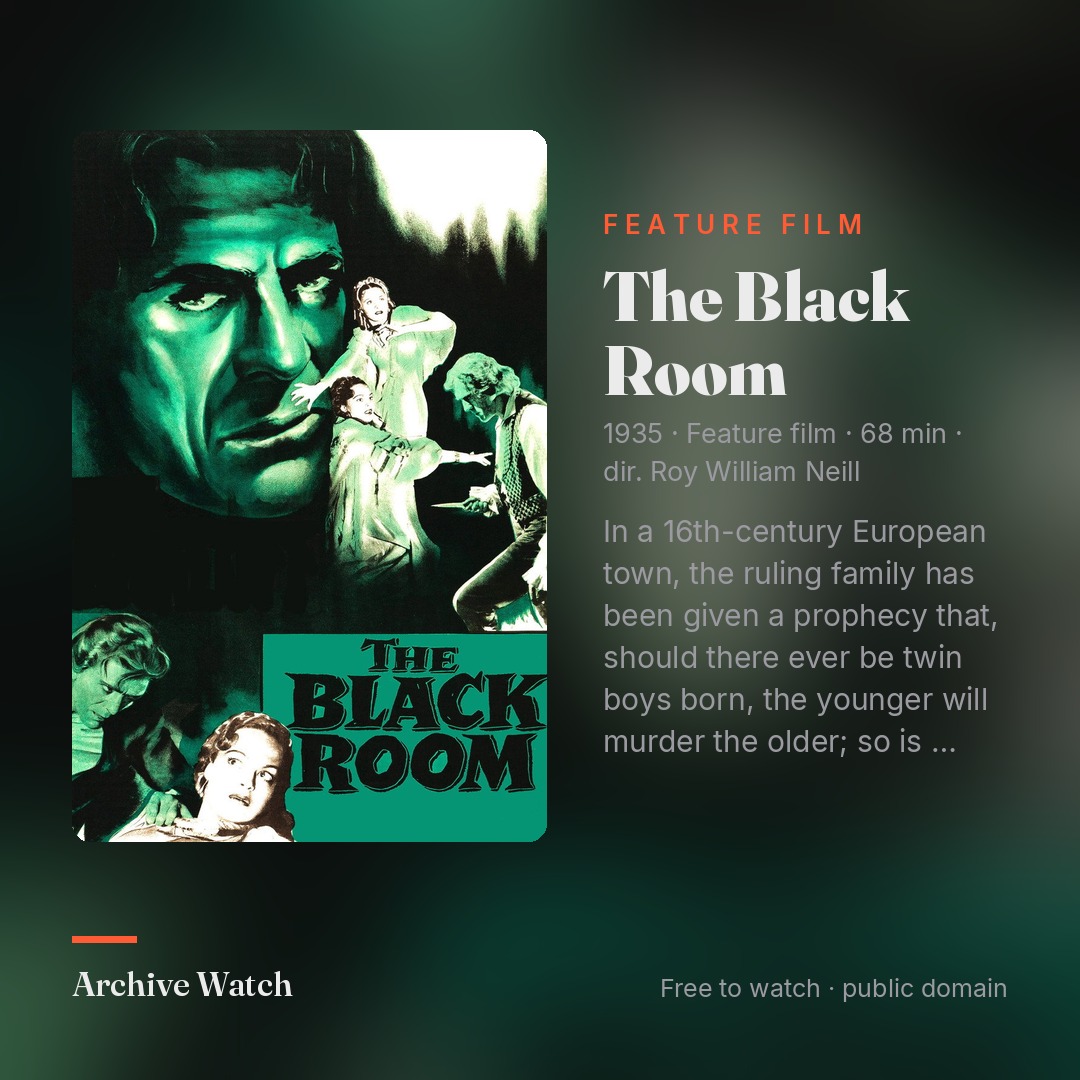 THE
BLACK
ROOM
FEATURE FILM
The Black
Room
1935 · Feature film · 68 min ·
dir. Roy William Neill
In a 16th-century European
town, the ruling family has
been given a prophecy that,
should there ever be twin
boys born, the younger will
murder the older; so is ...
Archive Watch
Free to watch · public domain